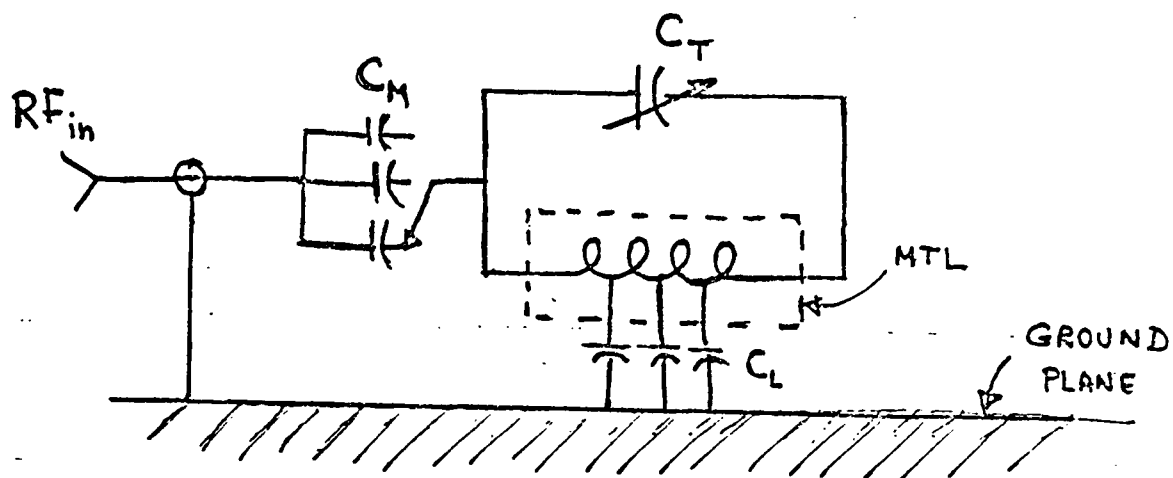 C_T
C_M
RF_in
MTL
C_L
GROUND
PLANE